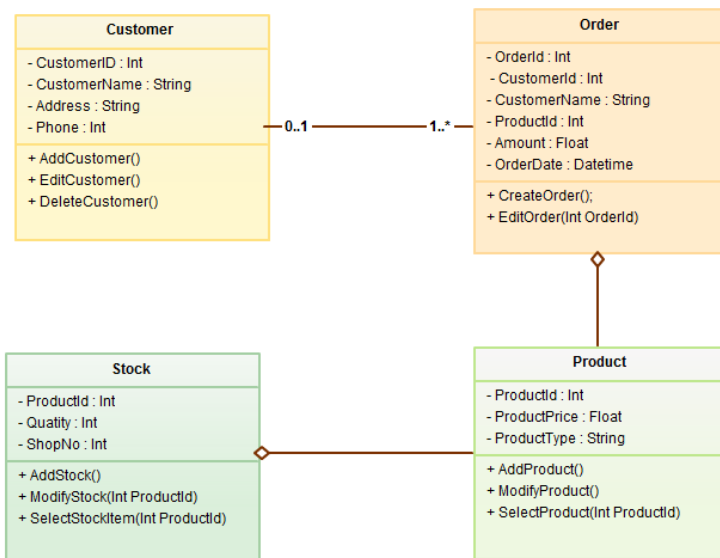 Customer
- CustomerID : Int
- CustomerName : String
- Address : String
- Phone : Int
+ AddCustomer()
+ EditCustomer()
+ DeleteCustomer()
0..1
1..*
Order
- OrderId : Int
- CustomerId : Int
- CustomerName : String
- ProductId : Int
- Amount : Float
- OrderDate : Datetime
+ CreateOrder();
+ EditOrder(Int OrderId)
Stock
- ProductId : Int
- Quatity : Int
- ShopNo : Int
+ AddStock()
+ ModifyStock(Int ProductId)
+ SelectStockItem(Int ProductId)
Product
- ProductId : Int
- ProductPrice : Float
- ProductType : String
+ AddProduct()
+ ModifyProduct()
+ SelectProduct(Int ProductId)